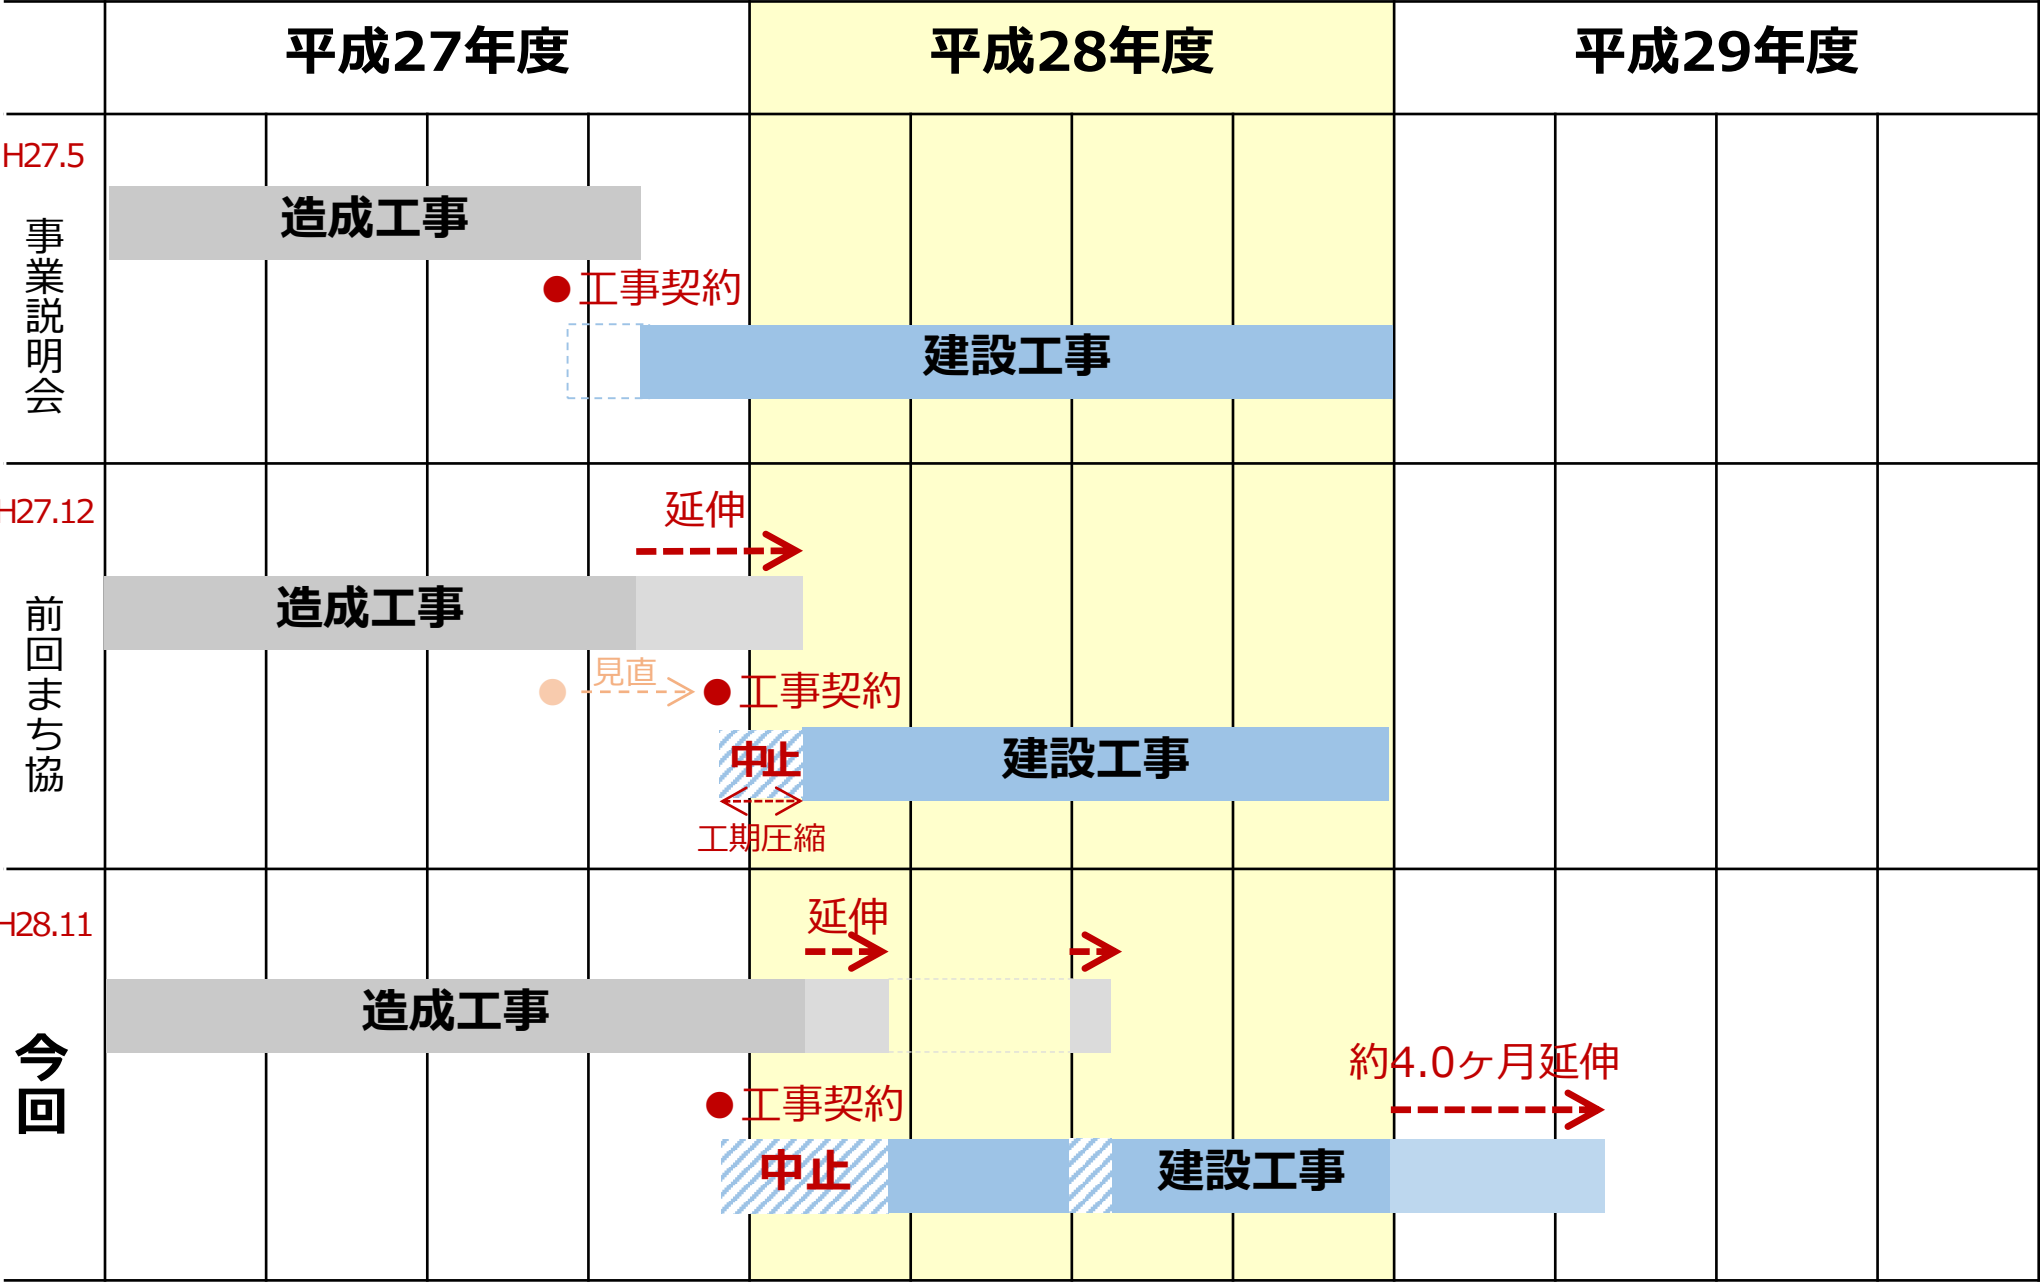 平成27年度
平成28年度
平成29年度
H27.5
事業説明会
造成工事
工事契約
建設工事
H27.12
前回まち協
延伸
造成工事
見直
工事契約
中止
建設工事
工期圧縮
H28.11
今回
延伸
造成工事
約4.0ヶ月延伸
工事契約
中止
建設工事